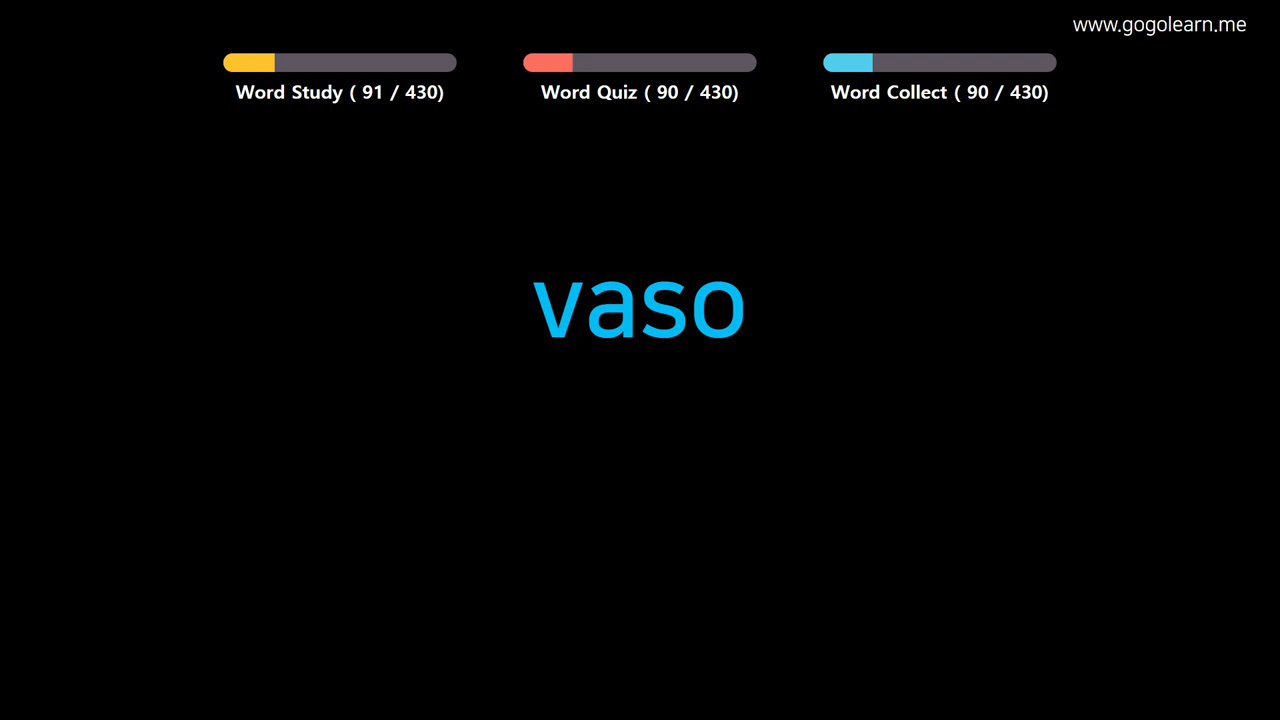 www.gogolearn.me
Word Study ( 91 / 430)
Word Quiz ( 90 / 430)
Word Collect ( 90 / 430)
vaso